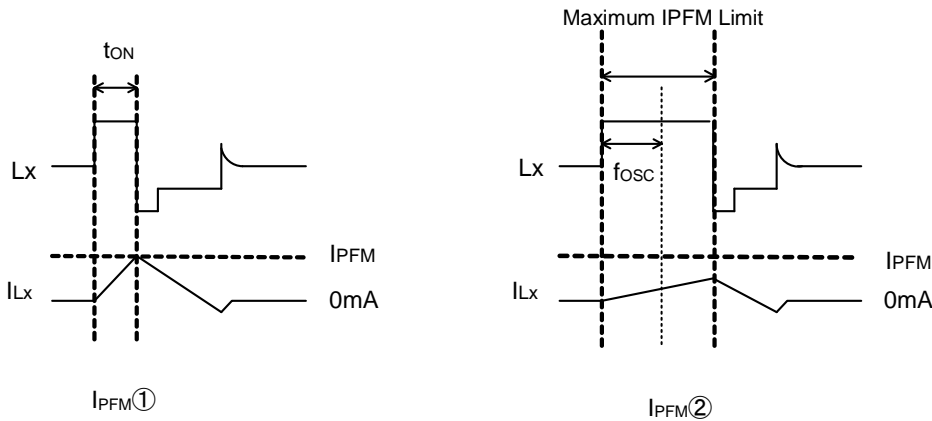 tON
Lx
IPFM
ILx
0mA
IPFM①
Maximum IPFM Limit
Lx
fOSC
IPFM
ILx
0mA
IPFM②